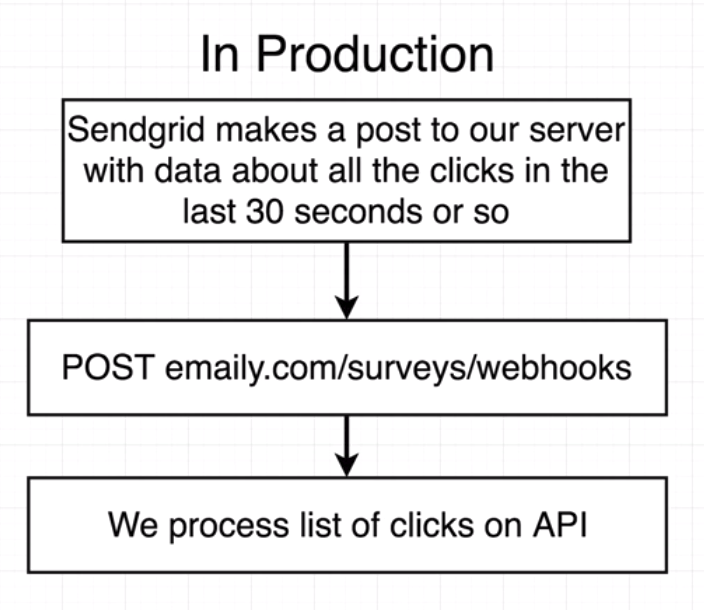 In Production
Sendgrid makes a post to our server
with data about all the clicks in the
last 30 seconds or so
POST emaily.com/surveys/webhooks
We process list of clicks on API